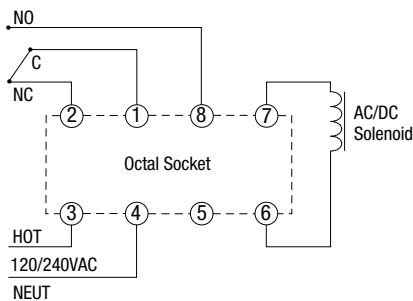 NO
C
NC
2 1 8 7
AC/DC
Solenoid
Octal Socket
3 4 5 6
HOT
120/240VAC
NEUT